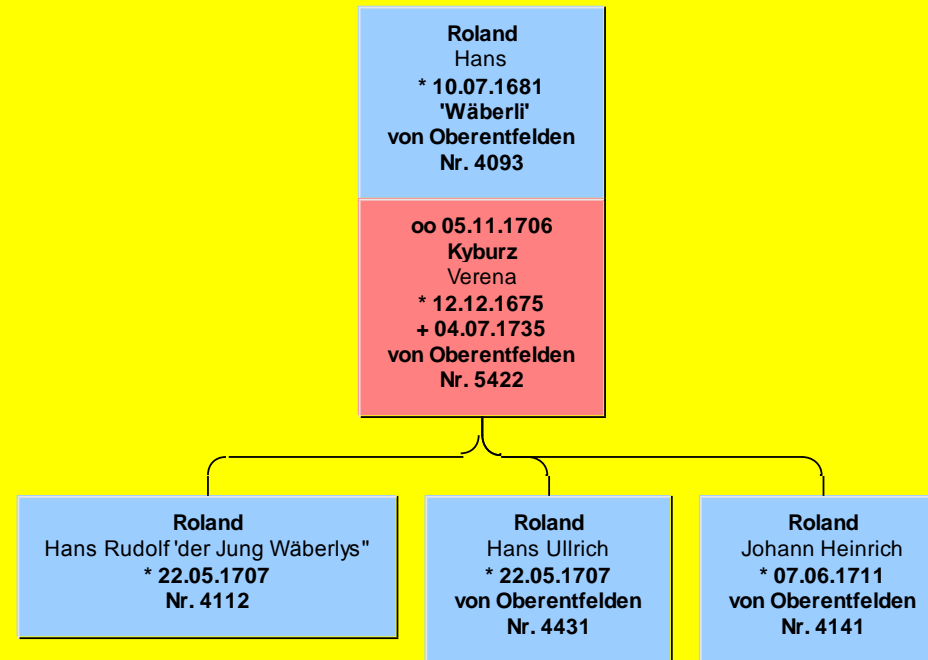 Roland
Hans
* 10.07.1681
'Wäberli'
von Oberentfelden
Nr. 4093
oo 05.11.1706
Kyburz
Verena
* 12.12.1675
+ 04.07.1735
von Oberentfelden
Nr. 5422
Roland
Hans Rudolf 'der Jung Wäberlys"
* 22.05.1707
Nr. 4112
Roland
Hans Ullrich
* 22.05.1707
von Oberentfelden
Nr. 4431
Roland
Johann Heinrich
* 07.06.1711
von Oberentfelden
Nr. 4141